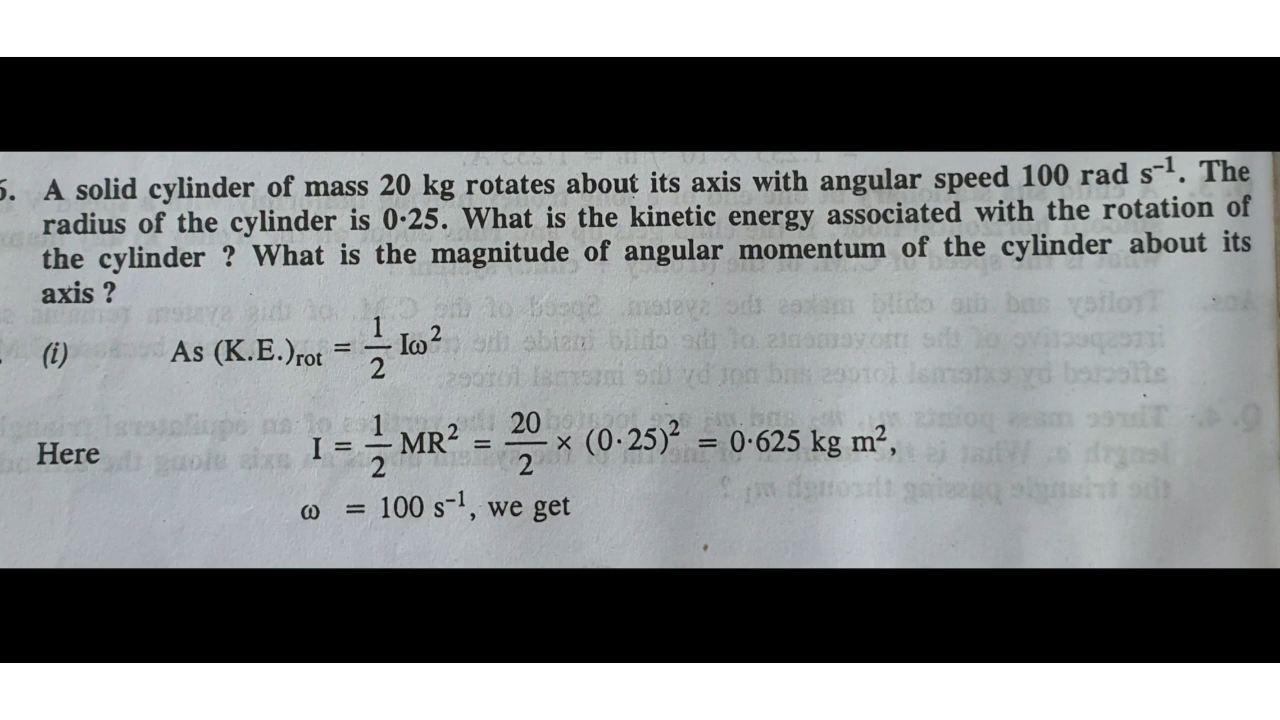 5. A solid cylinder of mass 20 kg rotates about its axis with angular speed 100 rad s⁻¹. The
radius of the cylinder is 0·25. What is the kinetic energy associated with the rotation of
the cylinder ? What is the magnitude of angular momentum of the cylinder about its
axis ?
(i) As (K.E.)rot = 1/2 Iω²
Here I = 1/2 MR² = 20/2 × (0·25)² = 0·625 kg m²,
ω = 100 s⁻¹, we get